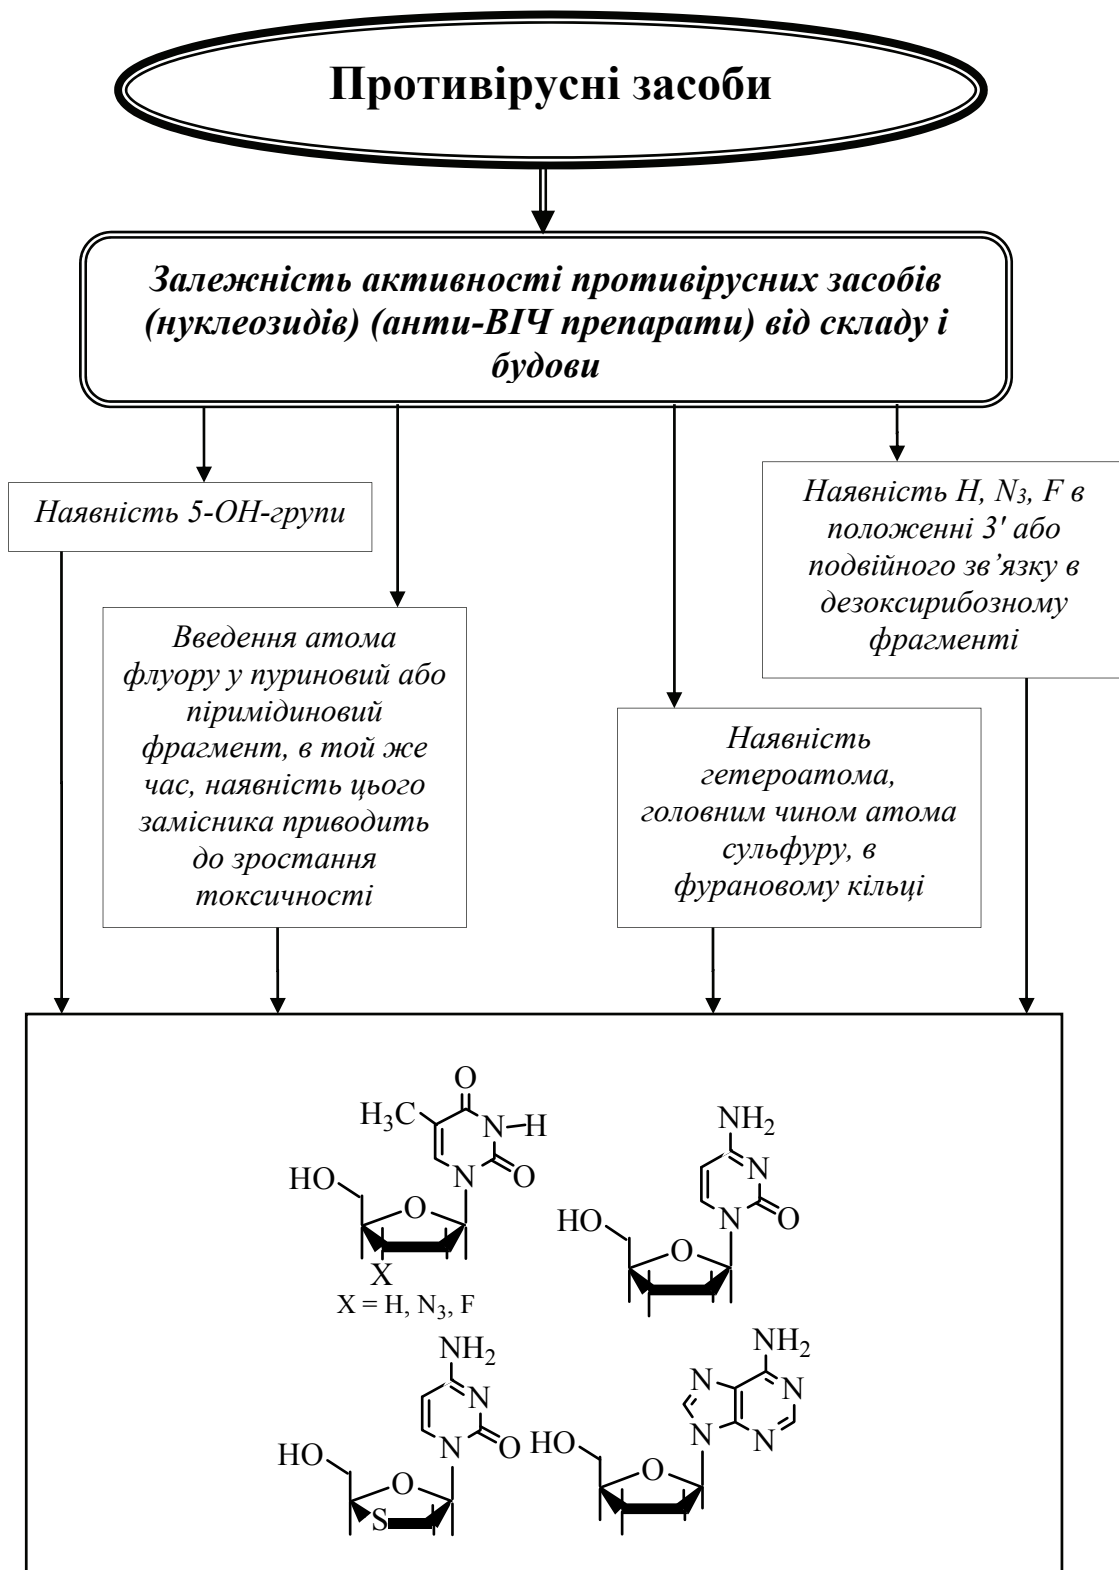 Противірусні засоби
Залежність активності противірусних засобів
(нуклеозидів) (анти-ВІЧ препарати) від складу і
будови
Наявність 5-ОН-групи
Наявність Н, N₃, F в
положенні 3' або
подвійного зв’язку в
дезоксирибозному
фрагменті
Введення атома
флуору у пуриновий або
піримідиновий
фрагмент, в той же
час, наявність цього
замісника приводить
до зростання
токсичності
Наявність
гетероатома,
головним чином атома
сульфуру, в
фурановому кільці
O
H₃C
N
H
N
O
HO
O
X
X = H, N₃, F
NH₂
N
N
O
HO
O
NH₂
N
N
O
HO
O
S
NH₂
N
N
N
N
HO
O